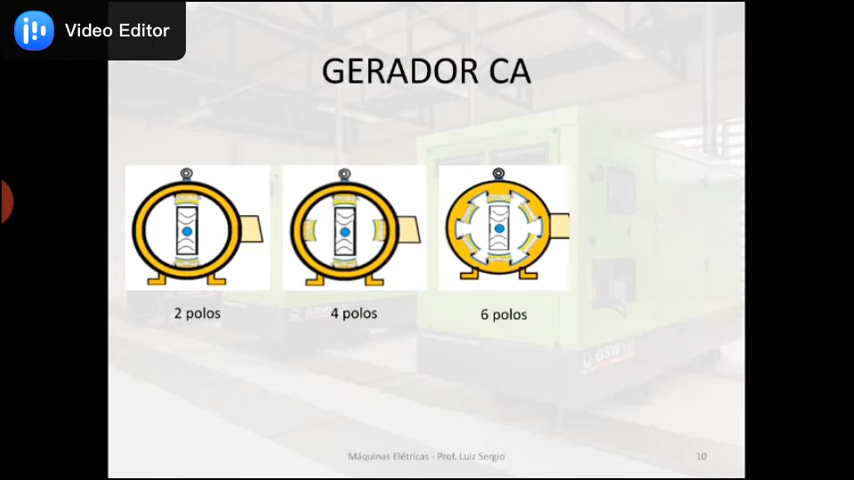 Video Editor
GERADOR CA
2 polos
4 polos
6 polos
Máquinas Elétricas - Prof. Luiz Sergio
10